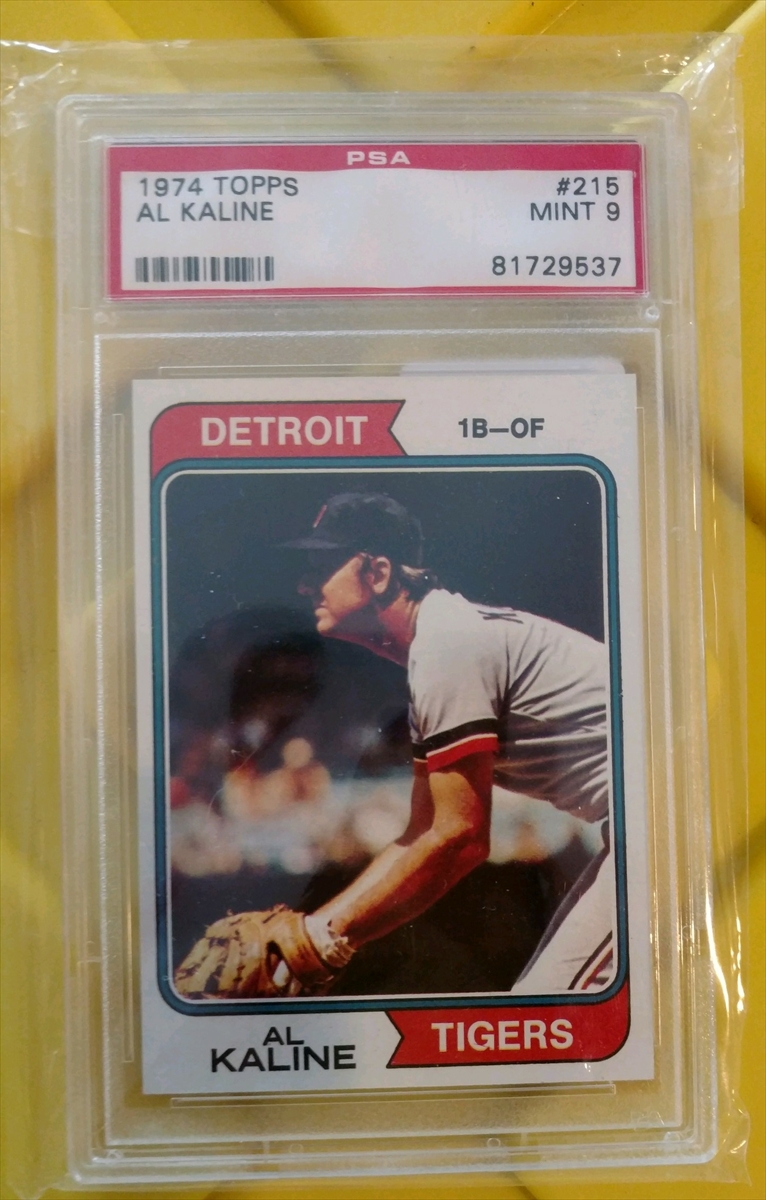 PSA
1974 TOPPS #215
AL KALINE MINT 9
81729537
DETROIT 1B–OF
AL
KALINE
TIGERS